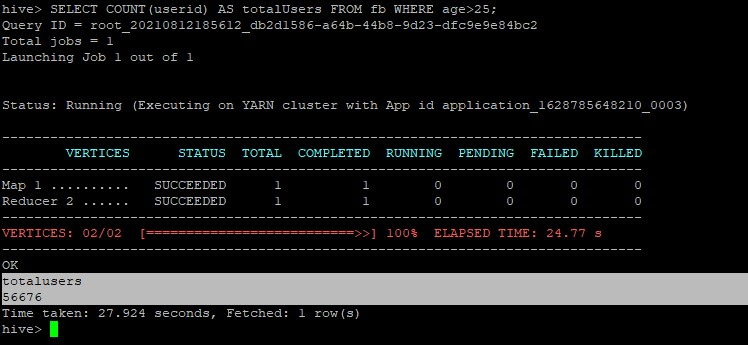 hive> SELECT COUNT(userid) AS totalUsers FROM fb WHERE age>25;
Query ID = root_20210812185612_db2d1586-a64b-44b8-9d23-dfc9e9e84bc2
Total jobs = 1
Launching Job 1 out of 1
Status: Running (Executing on YARN cluster with App id application_1628785648210_0003)
--------------------------------------------------------------------------------
VERTICES STATUS TOTAL COMPLETED RUNNING PENDING FAILED KILLED
--------------------------------------------------------------------------------
Map 1 .......... SUCCEEDED 1 1 0 0 0 0
Reducer 2 ...... SUCCEEDED 1 1 0 0 0 0
--------------------------------------------------------------------------------
VERTICES: 02/02 [==========================>>] 100% ELAPSED TIME: 24.77 s
--------------------------------------------------------------------------------
OK
totalusers
56676
Time taken: 27.924 seconds, Fetched: 1 row(s)
hive>